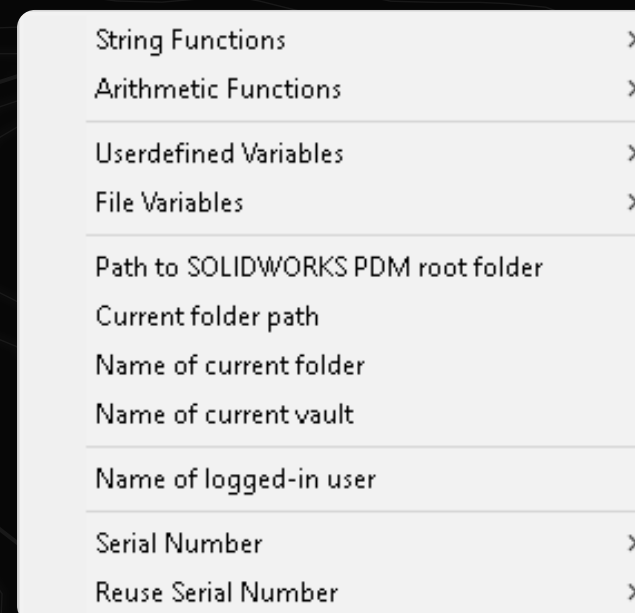 String Functions
Arithmetic Functions
Userdefined Variables
File Variables
Path to SOLIDWORKS PDM root folder
Current folder path
Name of current folder
Name of current vault
Name of logged-in user
Serial Number
Reuse Serial Number